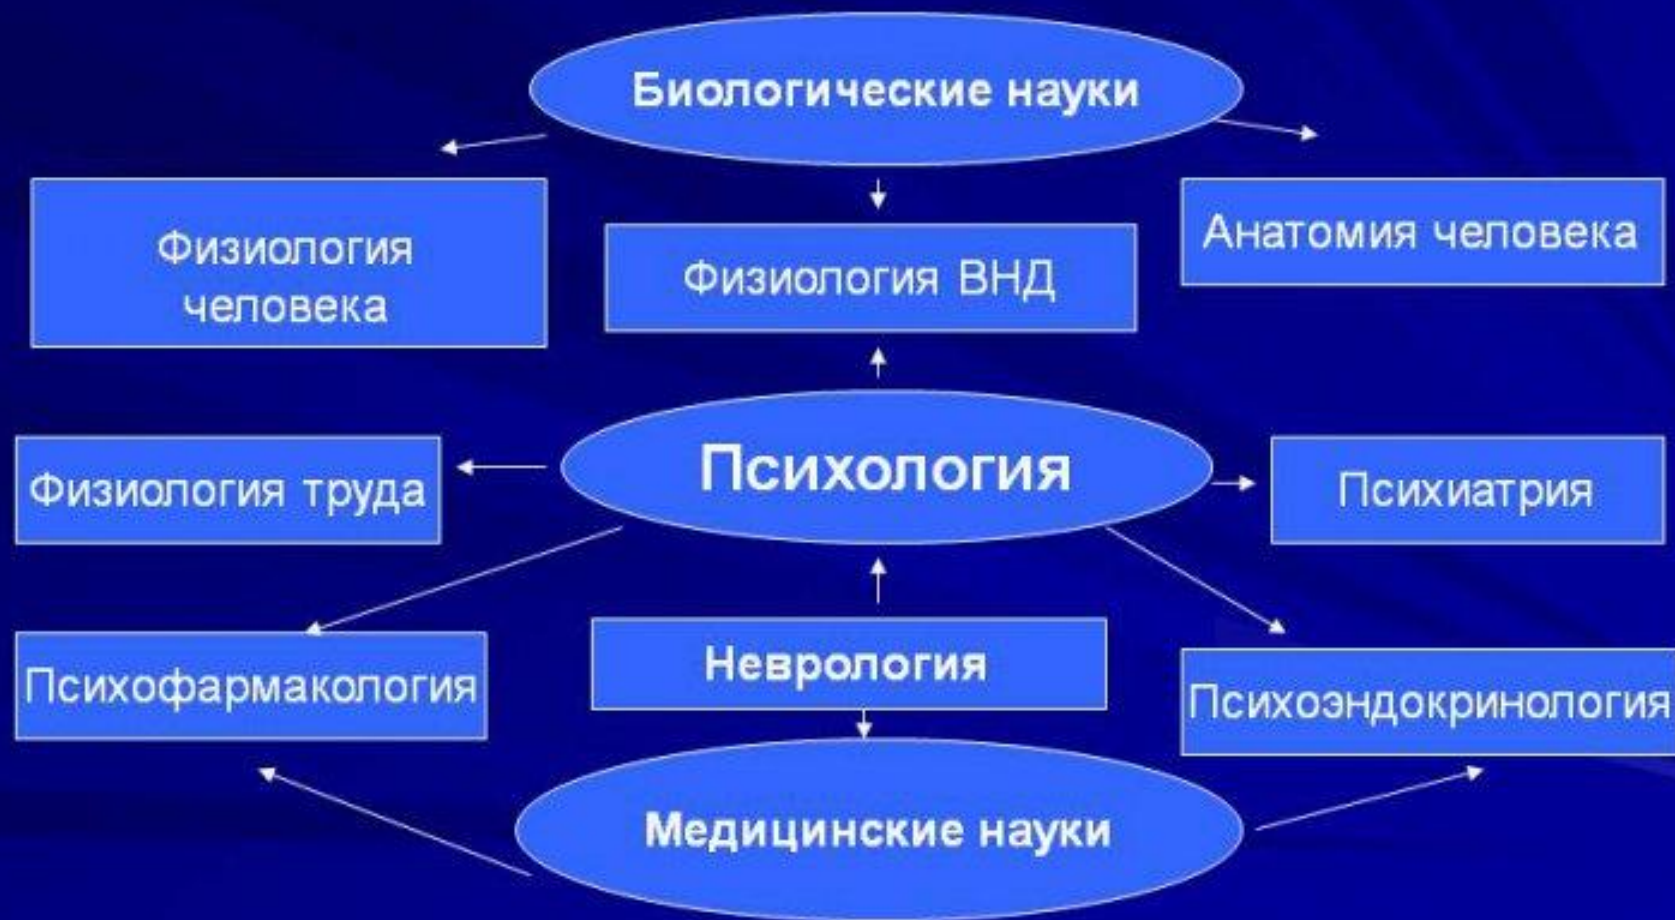 Биологические науки
Физиология
человека
Физиология ВНД
Анатомия человека
Физиология труда
Психология
Психиатрия
Психофармакология
Неврология
Психоэндокринология
Медицинские науки